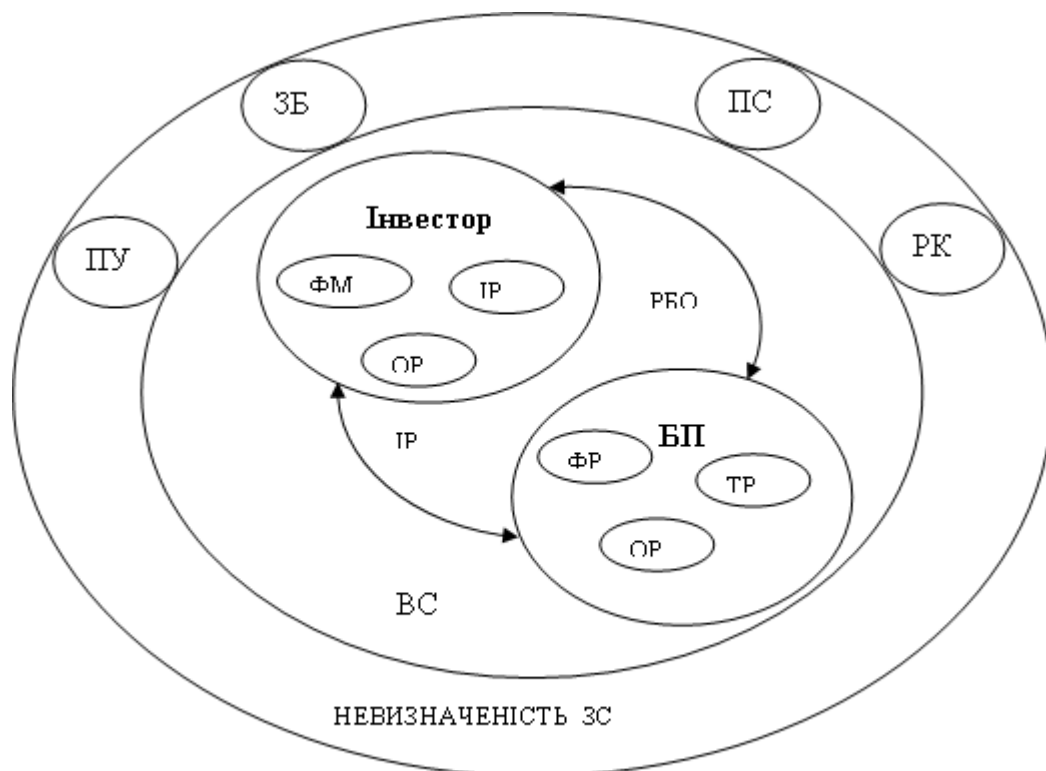 ЗБ
ПС
ПУ
РК
Інвестор
ФМ
ІР
ОР
РБО
ІР
БП
ФР
ТР
ОР
ВС
НЕВИЗНАЧЕНІСТЬ ЗС